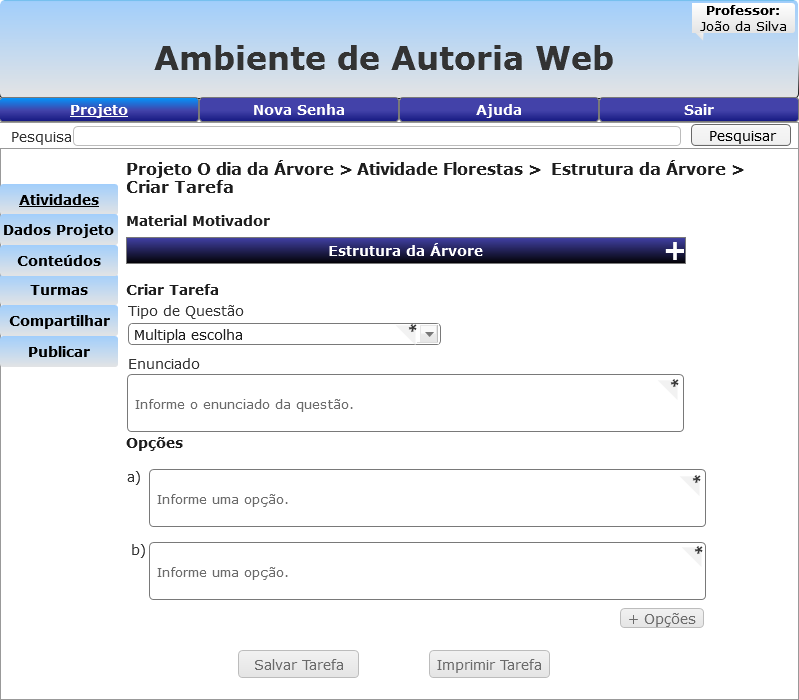 Professor:
João da Silva
Ambiente de Autoria Web
Projeto
Nova Senha
Ajuda
Sair
Pesquisa
Pesquisar
Atividades
Dados Projeto
Conteúdos
Turmas
Compartilhar
Publicar
Projeto O dia da Árvore > Atividade Florestas > Estrutura da Árvore >
Criar Tarefa
Material Motivador
Estrutura da Árvore +
Criar Tarefa
Tipo de Questão
Multipla escolha *
Enunciado
Informe o enunciado da questão. *
Opções
a) Informe uma opção. *
b) Informe uma opção. *
+ Opções
Salvar Tarefa
Imprimir Tarefa